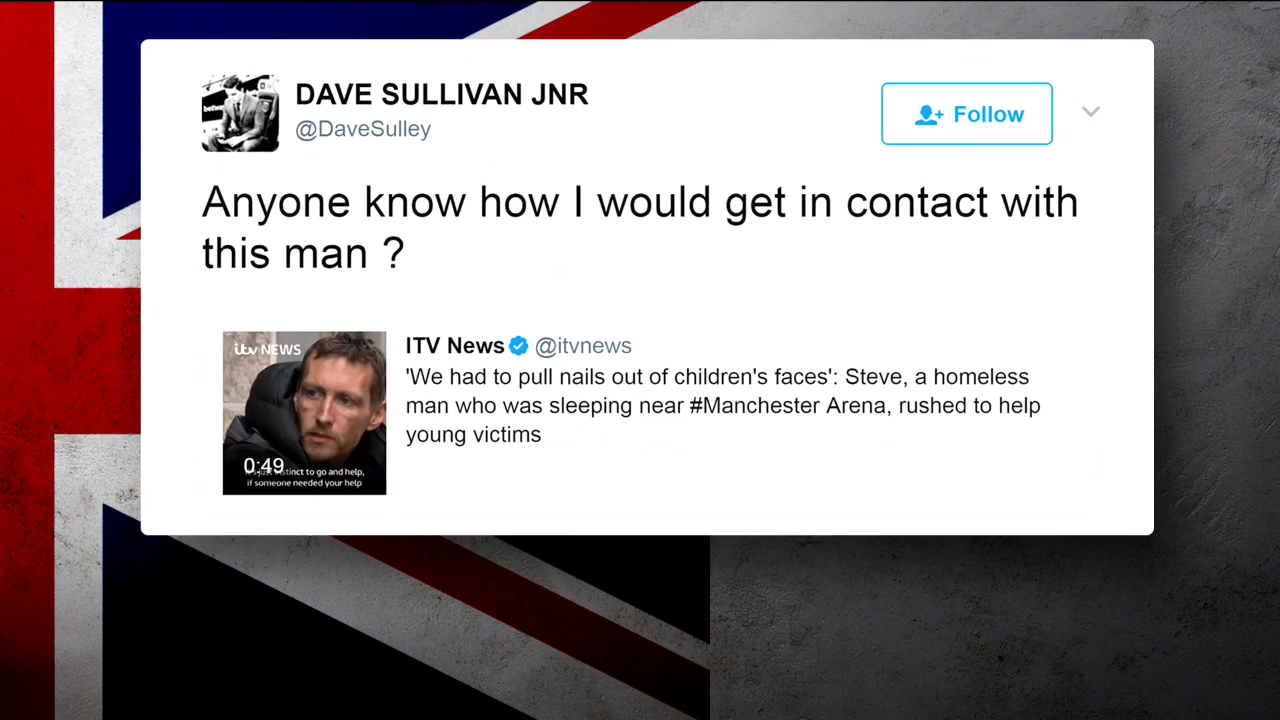 DAVE SULLIVAN JNR
@DaveSulley
Follow
Anyone know how I would get in contact with
this man ?
itv NEWS
0:49
instinct to go and help,
if someone needed your help
ITV News @itvnews
'We had to pull nails out of children's faces': Steve, a homeless
man who was sleeping near #Manchester Arena, rushed to help
young victims